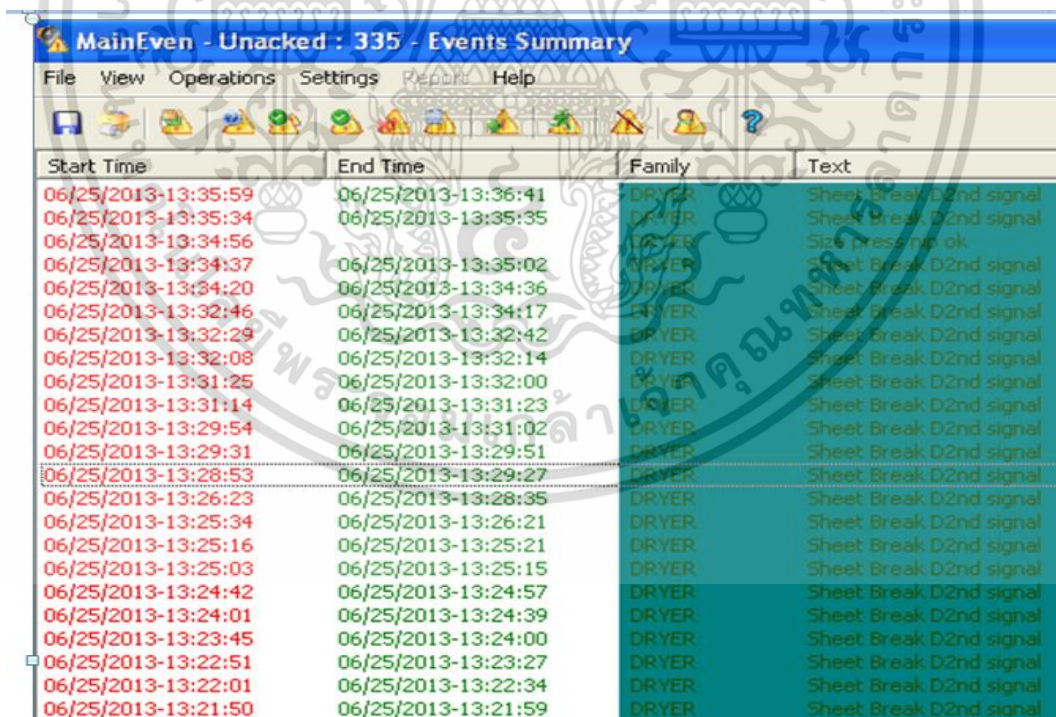 MainEven - Unacked : 335 - Events Summary
File View Operations Settings Report Help
Start Time End Time Family Text
06/25/2013-13:35:59 06/25/2013-13:36:41 DRYER Sheet Break D2nd signal
06/25/2013-13:35:34 06/25/2013-13:35:35 DRYER Sheet Break D2nd signal
06/25/2013-13:34:56 DRYER Size press nip ok
06/25/2013-13:34:37 06/25/2013-13:35:02 DRYER Sheet Break D2nd signal
06/25/2013-13:34:20 06/25/2013-13:34:36 DRYER Sheet Break D2nd signal
06/25/2013-13:32:46 06/25/2013-13:34:17 DRYER Sheet Break D2nd signal
06/25/2013-13:32:29 06/25/2013-13:32:42 DRYER Sheet Break D2nd signal
06/25/2013-13:32:08 06/25/2013-13:32:14 DRYER Sheet Break D2nd signal
06/25/2013-13:31:25 06/25/2013-13:32:00 DRYER Sheet Break D2nd signal
06/25/2013-13:31:14 06/25/2013-13:31:23 DRYER Sheet Break D2nd signal
06/25/2013-13:29:54 06/25/2013-13:31:02 DRYER Sheet Break D2nd signal
06/25/2013-13:29:31 06/25/2013-13:29:51 DRYER Sheet Break D2nd signal
06/25/2013-13:28:53 06/25/2013-13:29:27 DRYER Sheet Break D2nd signal
06/25/2013-13:26:23 06/25/2013-13:28:35 DRYER Sheet Break D2nd signal
06/25/2013-13:25:34 06/25/2013-13:26:21 DRYER Sheet Break D2nd signal
06/25/2013-13:25:16 06/25/2013-13:25:21 DRYER Sheet Break D2nd signal
06/25/2013-13:25:03 06/25/2013-13:25:15 DRYER Sheet Break D2nd signal
06/25/2013-13:24:42 06/25/2013-13:24:57 DRYER Sheet Break D2nd signal
06/25/2013-13:24:01 06/25/2013-13:24:39 DRYER Sheet Break D2nd signal
06/25/2013-13:23:45 06/25/2013-13:24:00 DRYER Sheet Break D2nd signal
06/25/2013-13:22:51 06/25/2013-13:23:27 DRYER Sheet Break D2nd signal
06/25/2013-13:22:01 06/25/2013-13:22:34 DRYER Sheet Break D2nd signal
06/25/2013-13:21:50 06/25/2013-13:21:59 DRYER Sheet Break D2nd signal